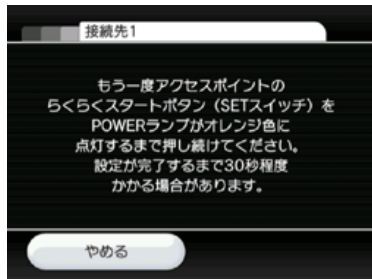 接続先1
もう一度アクセスポイントの
らくらくスタートボタン（SETスイッチ）を
POWERランプがオレンジ色に
点灯するまで押し続けてください。
設定が完了するまで30秒程度
かかる場合があります。
やめる